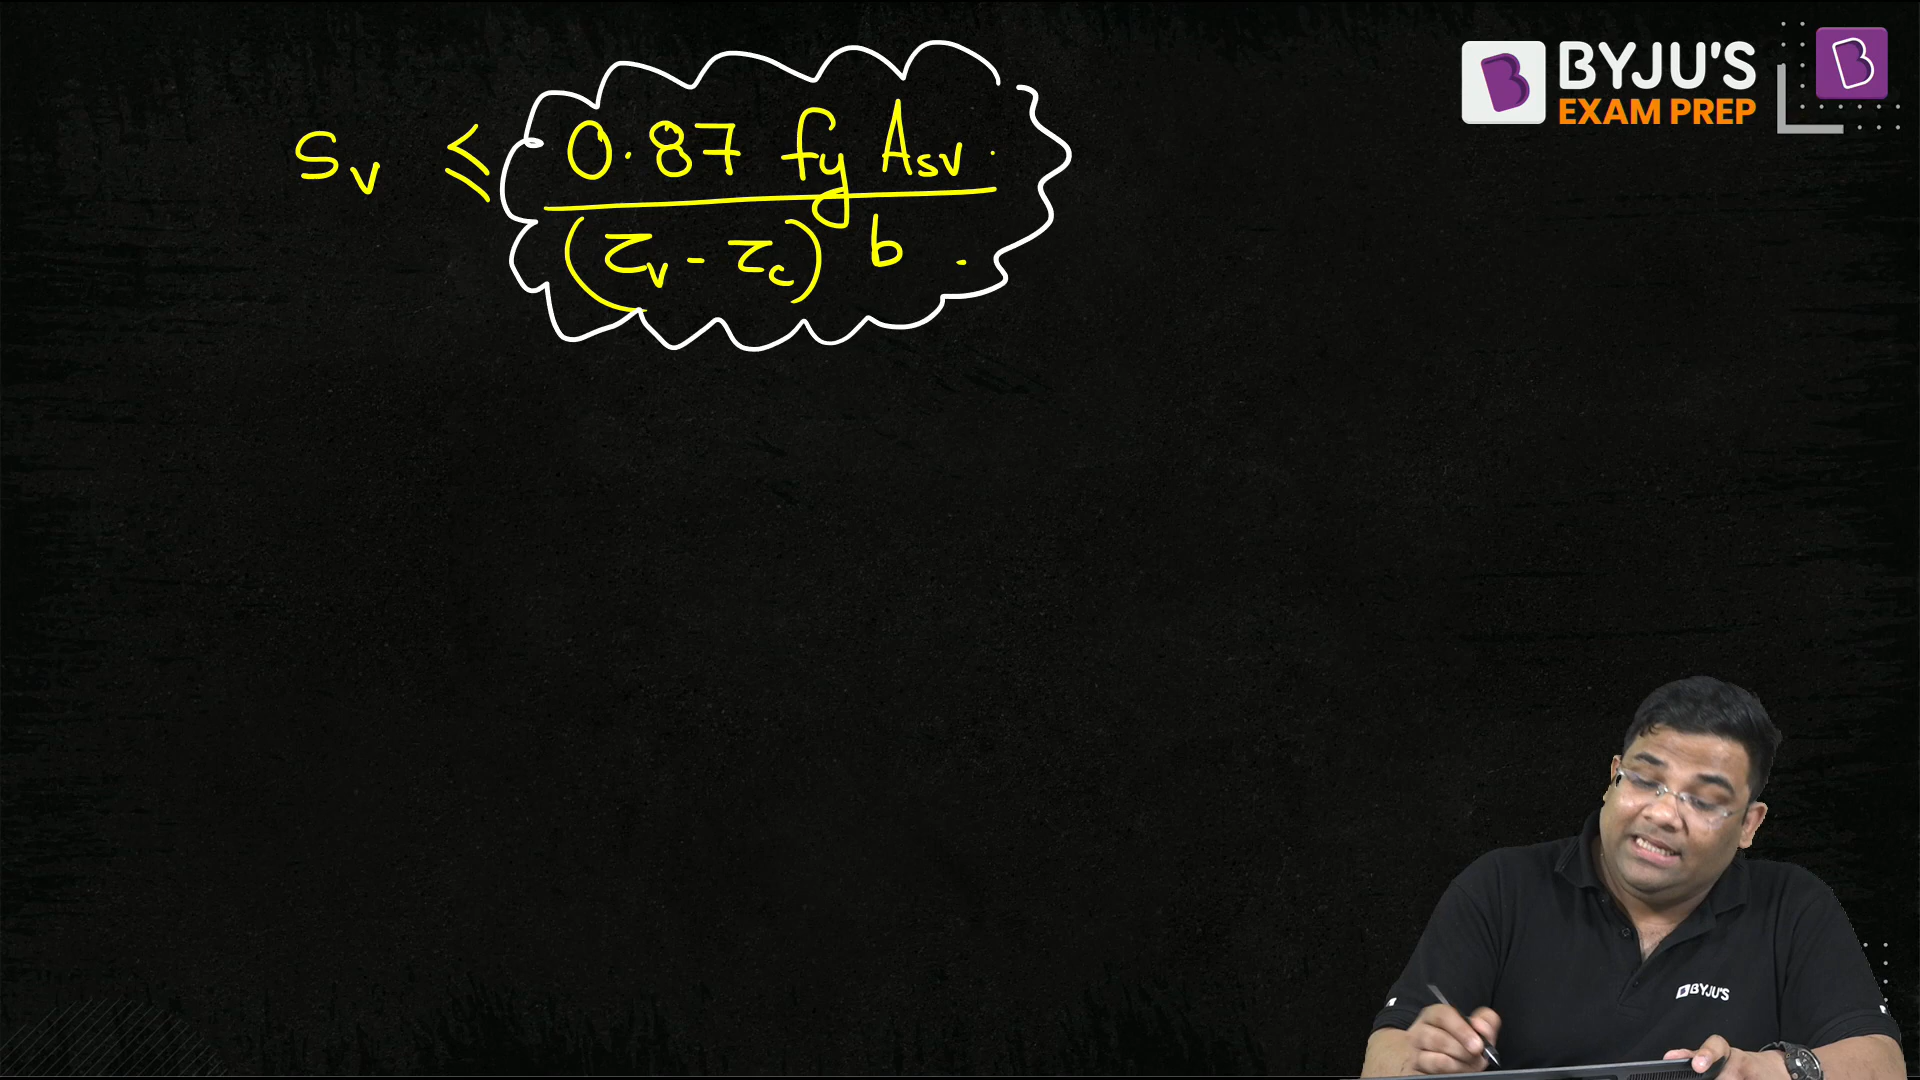 BYJU'S
EXAM PREP
Sv ≤ 0.87 fy Asv
(τv - τc) b
BYJU'S